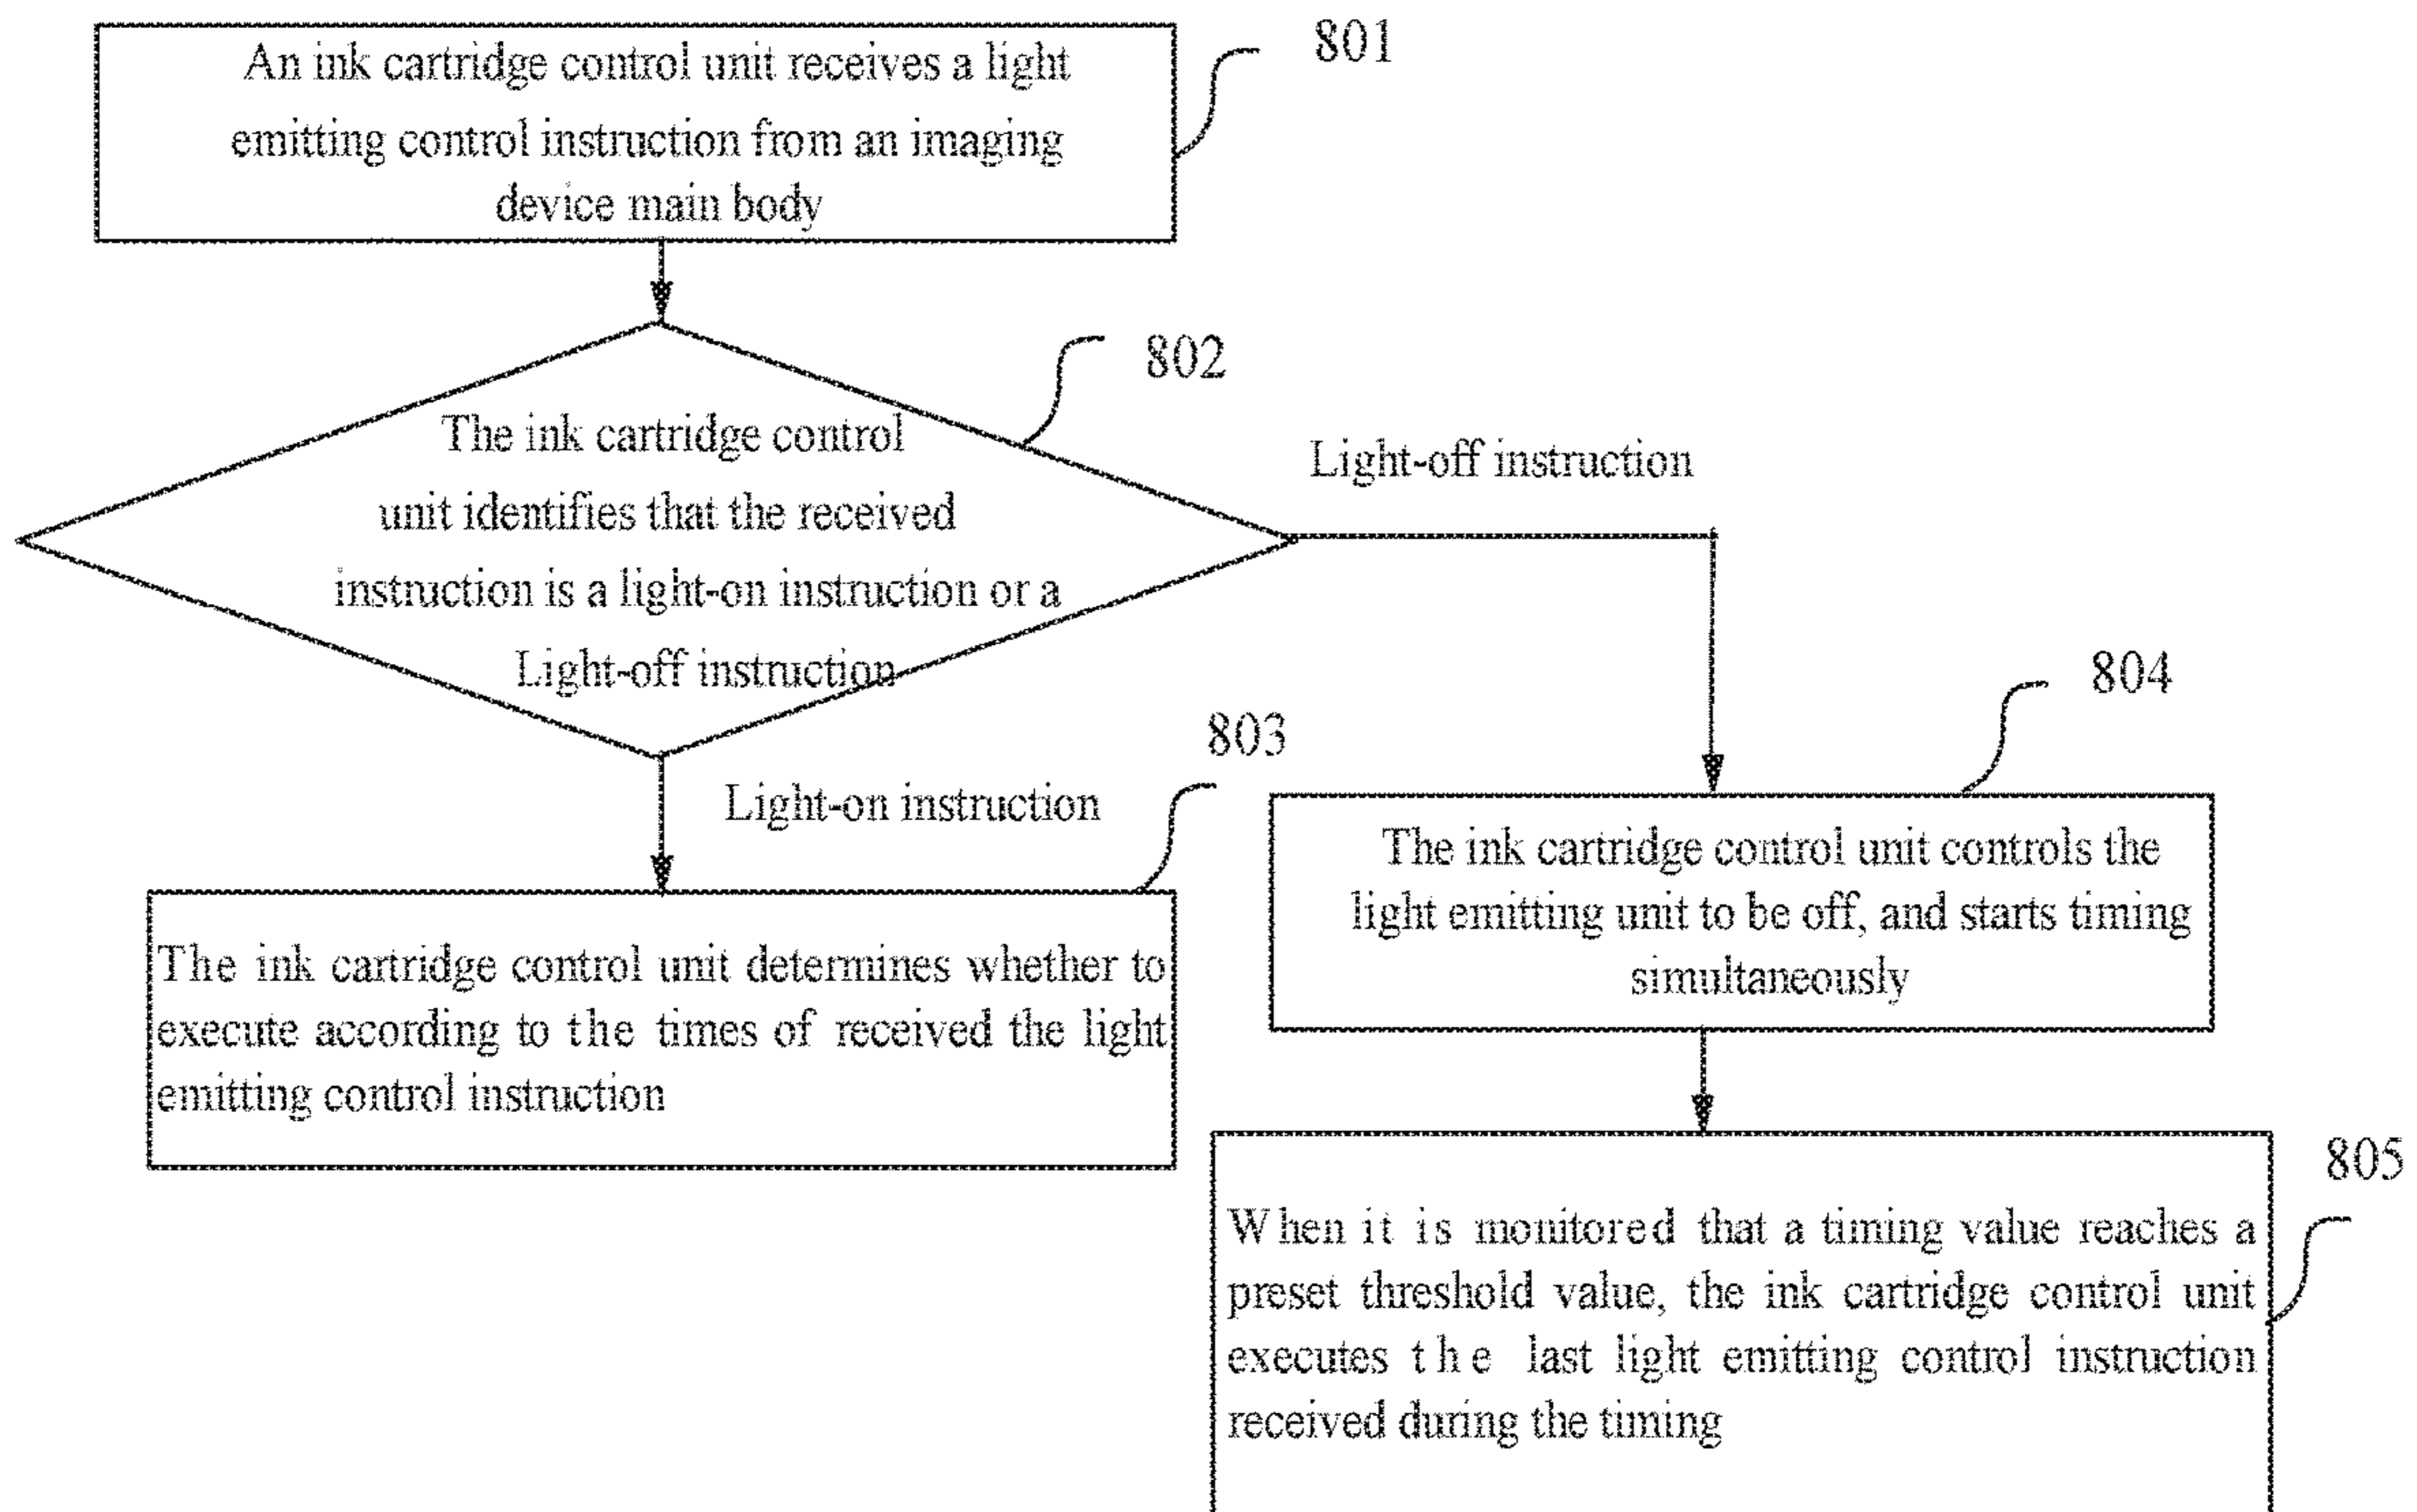 An ink cartridge control unit receives a light
emitting control instruction from an imaging
device main body
801
802
The ink cartridge control
unit identifies that the received
instruction is a light-on instruction or a
Light-off instruction
Light-off instruction
Light-on instruction
803
The ink cartridge control unit determines whether to
execute according to the times of received the light
emitting control instruction
804
The ink cartridge control unit controls the
light emitting unit to be off, and starts timing
simultaneously
805
When it is monitored that a timing value reaches a
preset threshold value, the ink cartridge control unit
executes the last light emitting control instruction
received during the timing